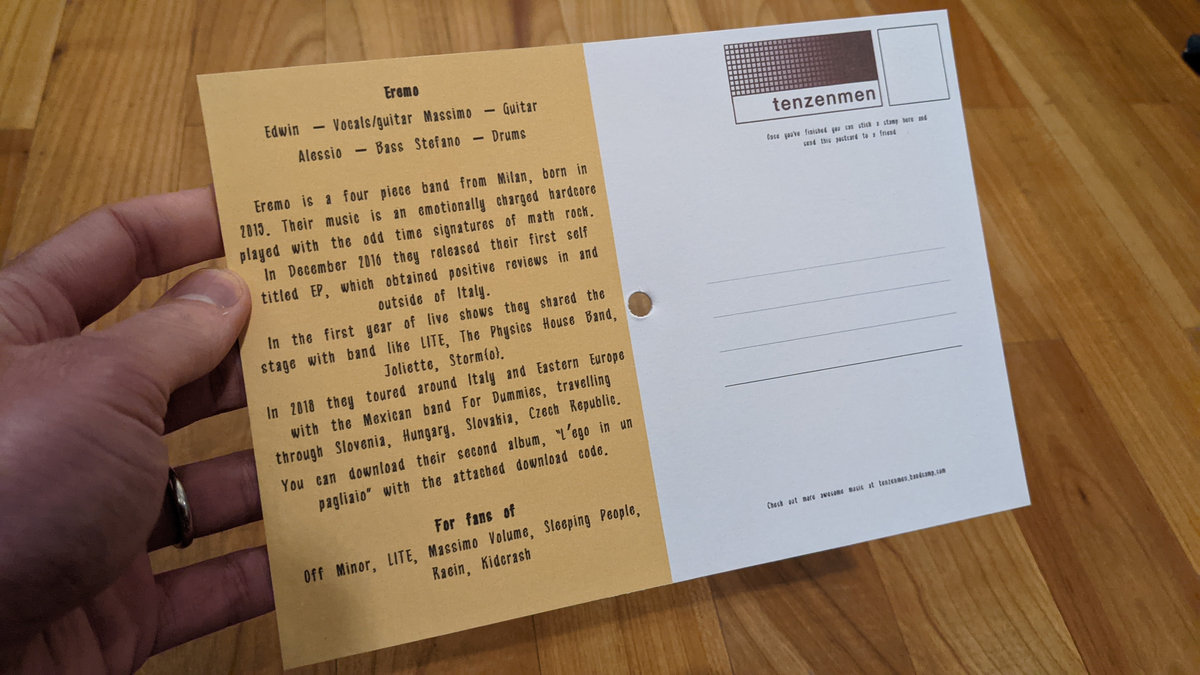 Eremo
Edwin – Vocals/guitar Massimo – Guitar
Alessio – Bass Stefano – Drums
Eremo is a four piece band from Milan, born in
2015. Their music is an emotionally charged hardcore
played with the odd time signatures of math rock.
In December 2016 they released their first self
titled EP, which obtained positive reviews in and
outside of Italy.
In the first year of live shows they shared the
stage with band like LITE, The Physics House Band,
Joliette, Storm{o}.
In 2018 they toured around Italy and Eastern Europe
with the Mexican band For Dummies, travelling
through Slovenia, Hungary, Slovakia, Czech Republic.
You can download their second album, "L'ego in un
pagliaio" with the attached download code.
For fans of
Off Minor, LITE, Massimo Volume, Sleeping People,
Raein, Kidcrash
tenzenmen
Once you've finished you can stick a stamp here and
send this postcard to a friend
Check out more awesome music at tenzenmen.bandcamp.com